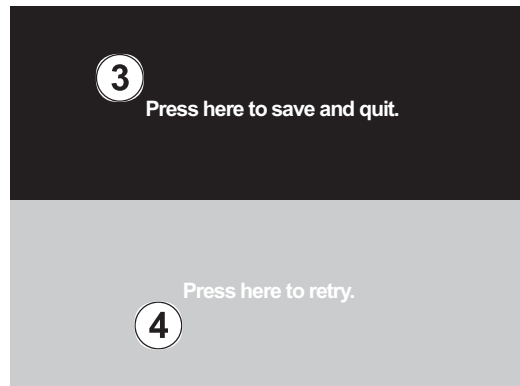 3
Press here to save and quit.
Press here to retry.
4